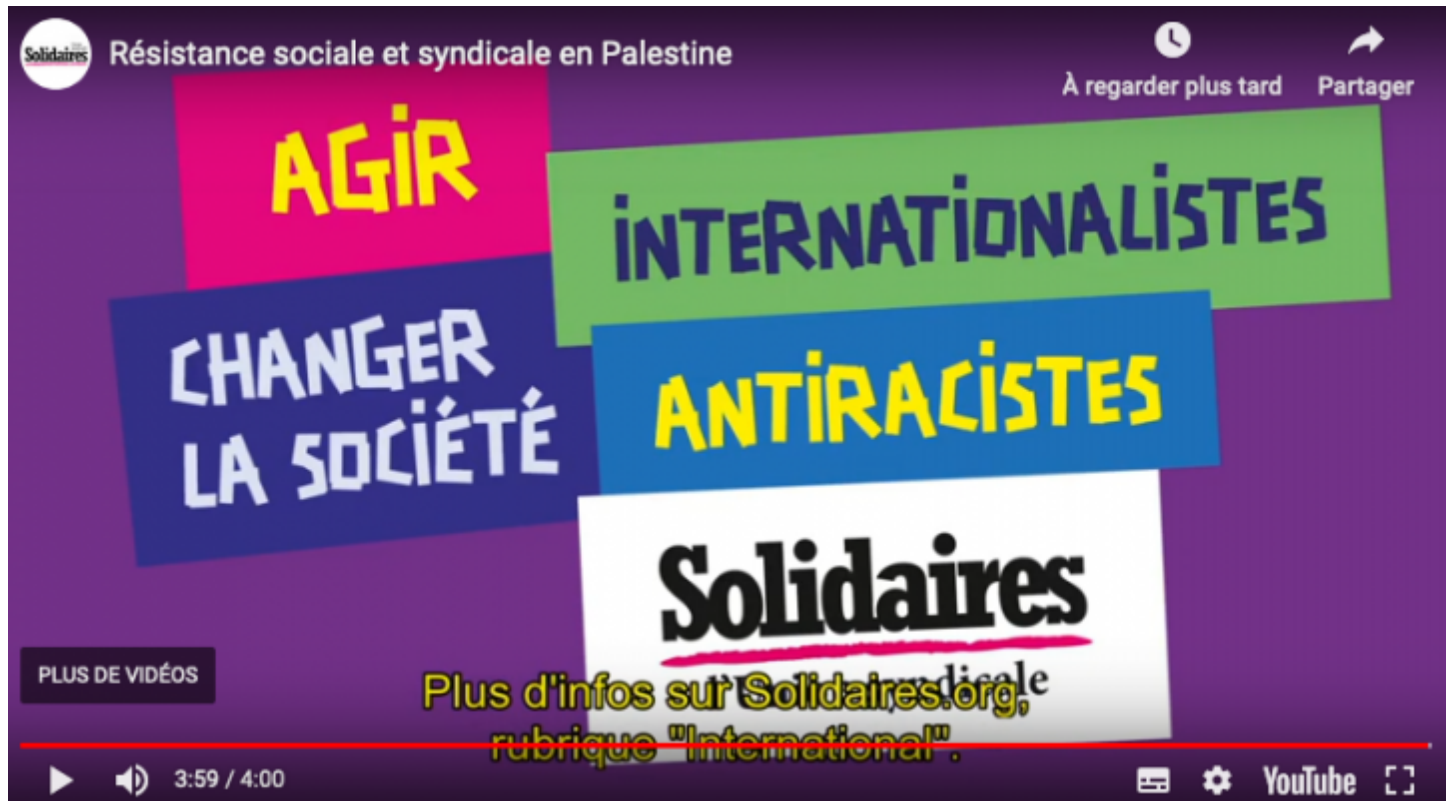 Solidaires
Résistance sociale et syndicale en Palestine
À regarder plus tard
Partager
AGIR
INTERNATIONALISTES
CHANGER
LA SOCIÉTÉ
ANTIRACISTES
Solidaires
PLUS DE VIDÉOS
Plus d'infos sur Solidaires.org,
rubrique "International".
3:59 / 4:00
YouTube